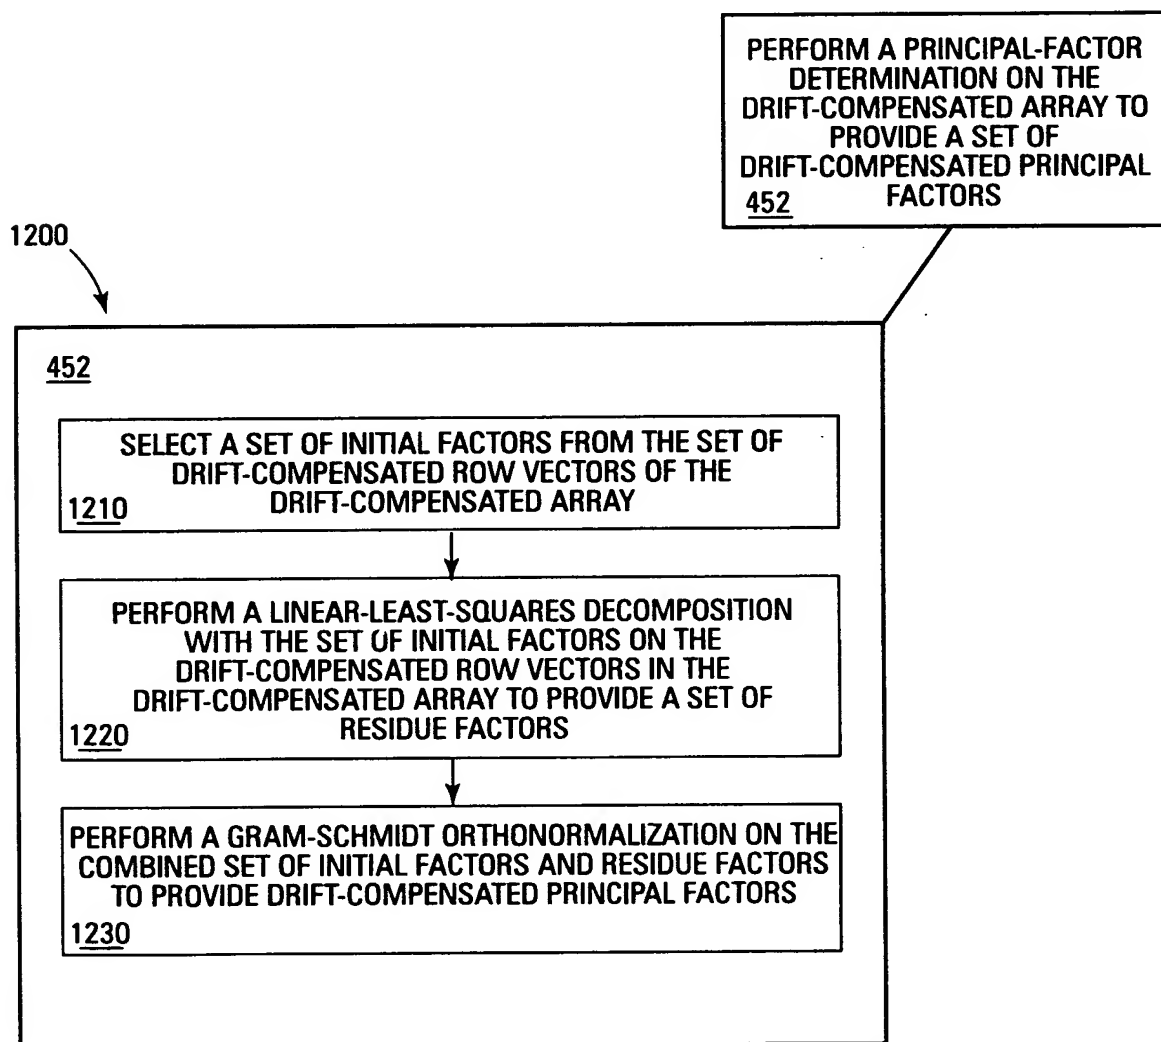 PERFORM A PRINCIPAL-FACTOR
DETERMINATION ON THE
DRIFT-COMPENSATED ARRAY TO
PROVIDE A SET OF
DRIFT-COMPENSATED PRINCIPAL
FACTORS
452
1200
452
SELECT A SET OF INITIAL FACTORS FROM THE SET OF
DRIFT-COMPENSATED ROW VECTORS OF THE
DRIFT-COMPENSATED ARRAY
1210
PERFORM A LINEAR-LEAST-SQUARES DECOMPOSITION
WITH THE SET OF INITIAL FACTORS ON THE
DRIFT-COMPENSATED ROW VECTORS IN THE
DRIFT-COMPENSATED ARRAY TO PROVIDE A SET OF
RESIDUE FACTORS
1220
PERFORM A GRAM-SCHMIDT ORTHONORMALIZATION ON THE
COMBINED SET OF INITIAL FACTORS AND RESIDUE FACTORS
TO PROVIDE DRIFT-COMPENSATED PRINCIPAL FACTORS
1230